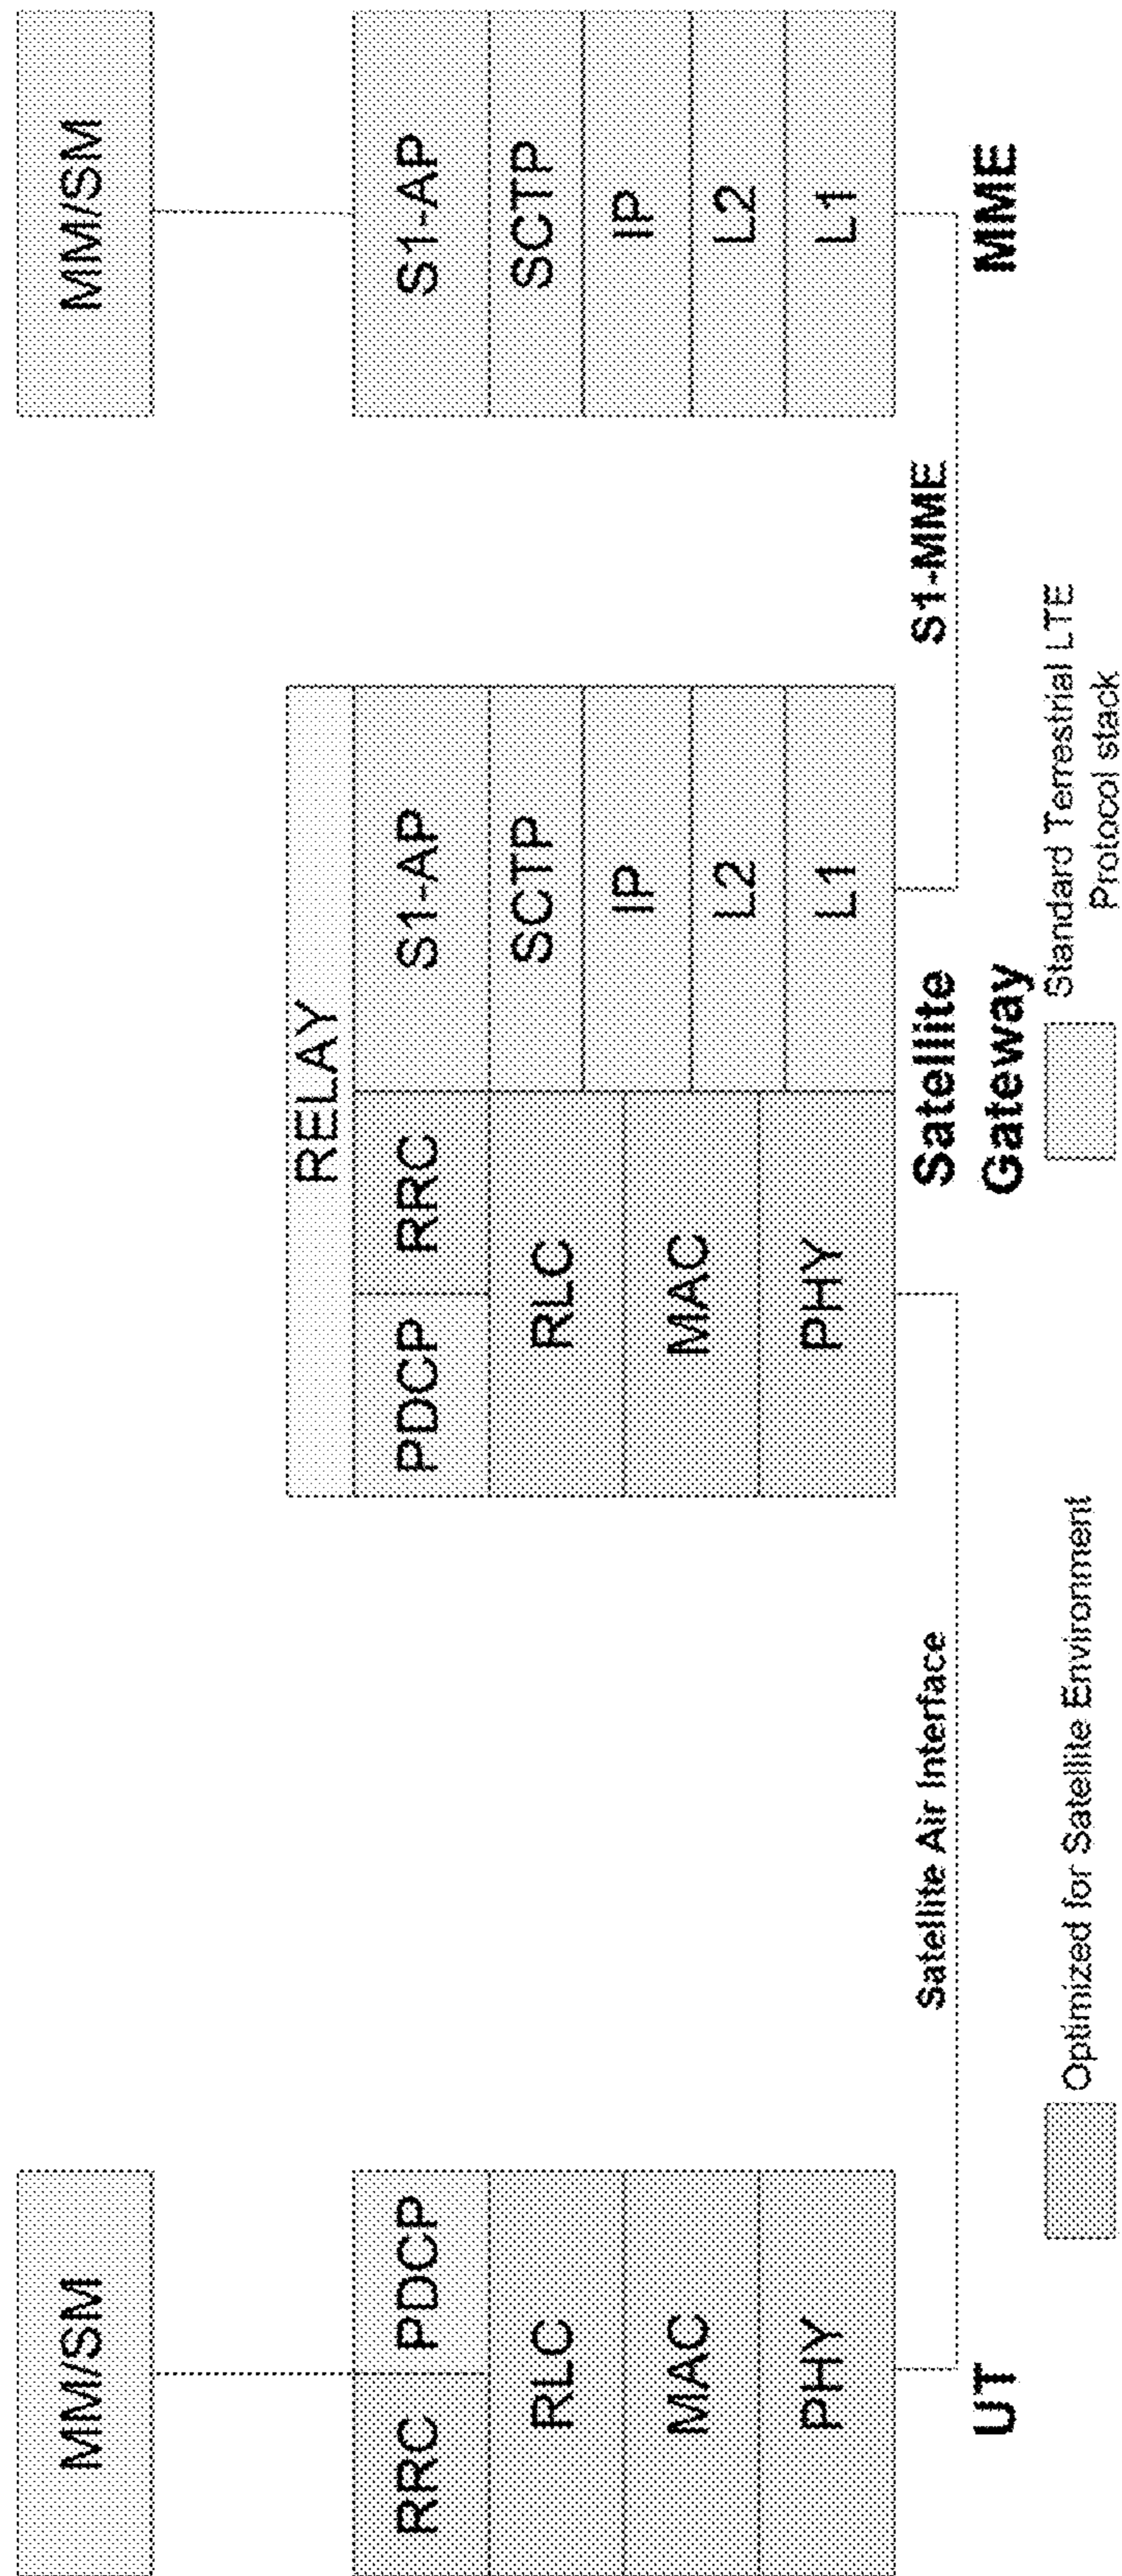 MM/SM
MM/SM
RELAY
RRC PDCP
RLC
MAC
PHY
PDCP RRC
RLC
MAC
PHY
S1-AP
SCTP
IP
L2
L1
S1-AP
SCTP
IP
L2
L1
Satellite Air Interface
S1-MME
UT
Satellite
Gateway
MME
Optimized for Satellite Environment
Standard Terrestrial LTE
Protocol stack